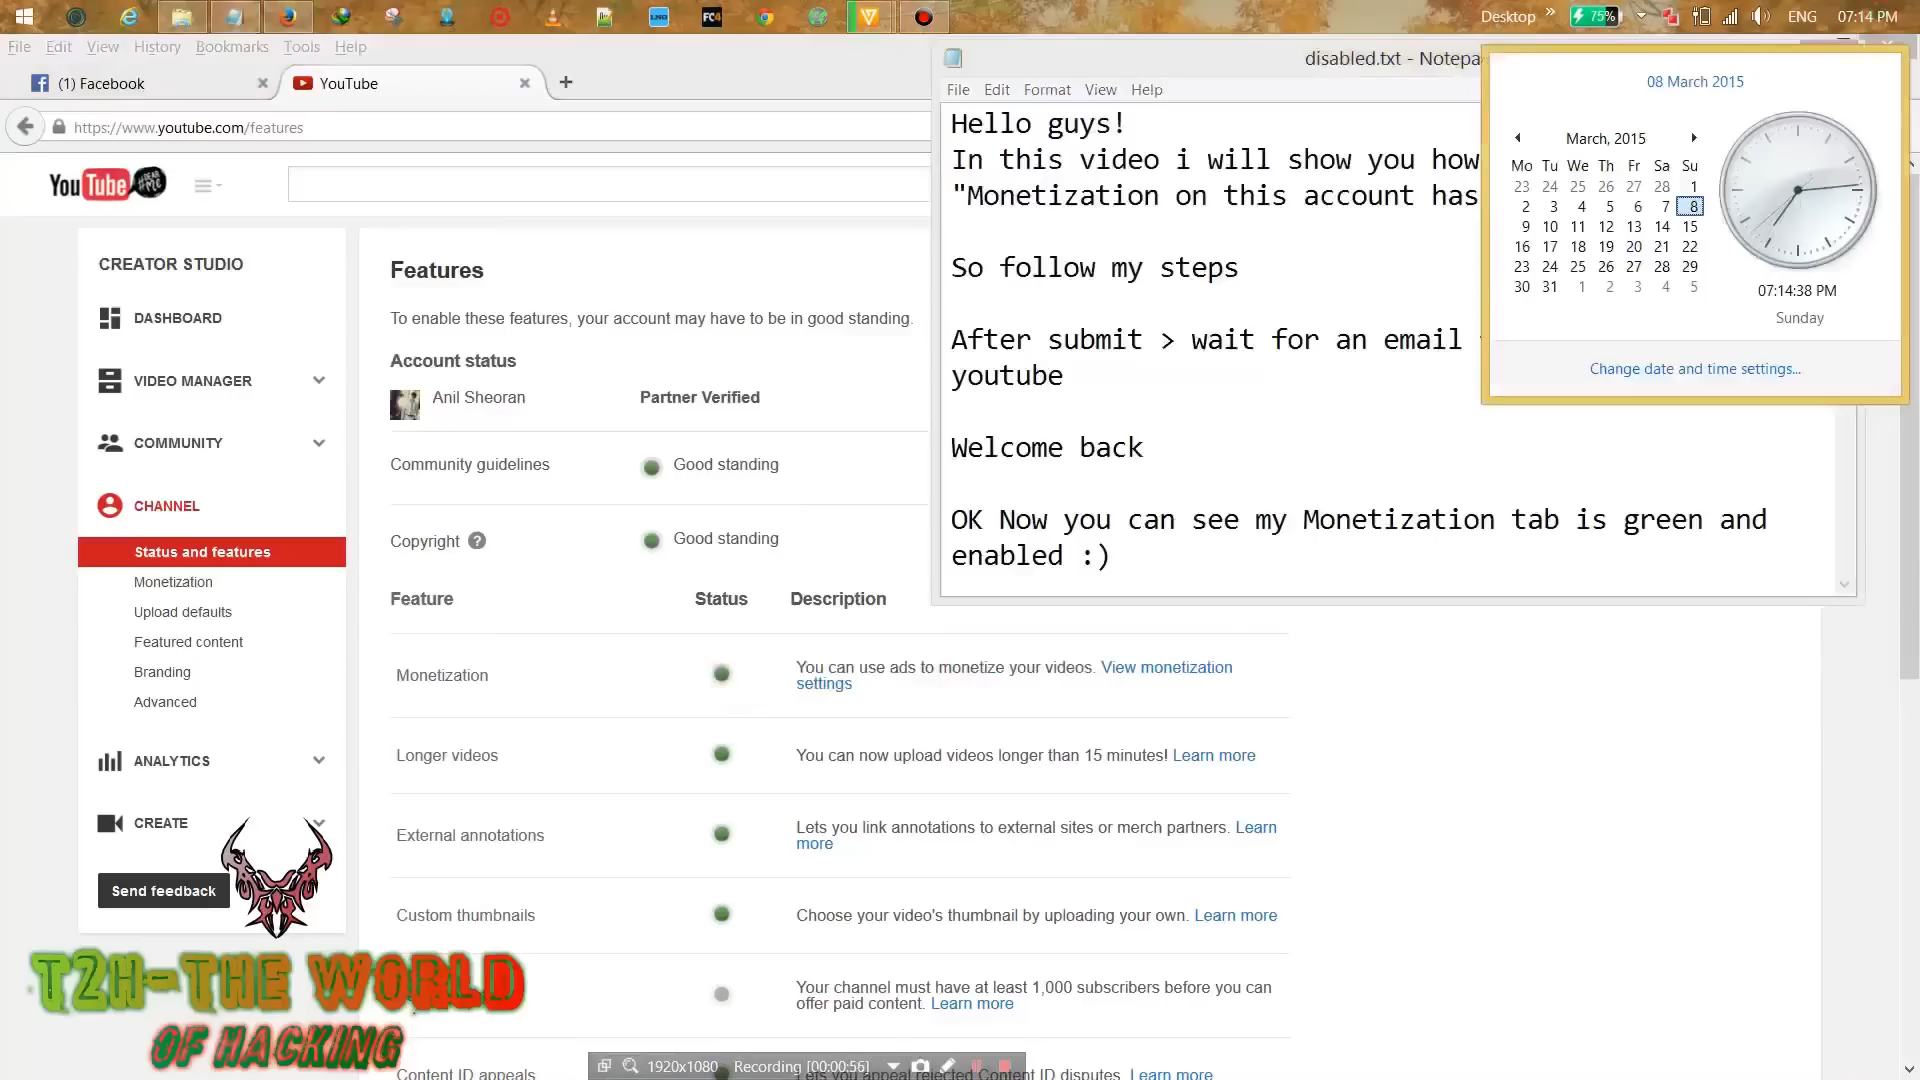 Desktop
75%
ENG
07:14 PM
File Edit View History Bookmarks Tools Help
(1) Facebook
YouTube
https://www.youtube.com/features
YouTube
CREATOR STUDIO
DASHBOARD
VIDEO MANAGER
COMMUNITY
CHANNEL
Status and features
Monetization
Upload defaults
Featured content
Branding
Advanced
ANALYTICS
CREATE
Send feedback
T2H-THE WORLD
OF HACKING
Features
To enable these features, your account may have to be in good standing.
Account status
Anil Sheoran Partner Verified
Community guidelines Good standing
Copyright ? Good standing
Feature Status Description
Monetization You can use ads to monetize your videos. View monetization
settings
Longer videos You can now upload videos longer than 15 minutes! Learn more
External annotations Lets you link annotations to external sites or merch partners. Learn
more
Custom thumbnails Choose your video's thumbnail by uploading your own. Learn more
Your channel must have at least 1,000 subscribers before you can
offer paid content. Learn more
Content ID appeals Lets you appeal rejected Content ID disputes. Learn more
1920x1080 Recording [00:00:56]
disabled.txt - Notepa
File Edit Format View Help
Hello guys!
In this video i will show you how
"Monetization on this account has
So follow my steps
After submit > wait for an email
youtube
Welcome back
OK Now you can see my Monetization tab is green and
enabled :)
08 March 2015
March, 2015
Mo Tu We Th Fr Sa Su
23 24 25 26 27 28 1
2 3 4 5 6 7 8
9 10 11 12 13 14 15
16 17 18 19 20 21 22
23 24 25 26 27 28 29
30 31 1 2 3 4 5
07:14:38 PM
Sunday
Change date and time settings...